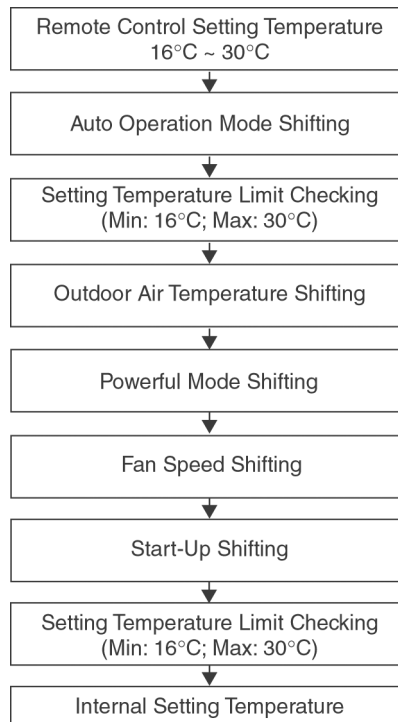 Remote Control Setting Temperature
16°C ~ 30°C
Auto Operation Mode Shifting
Setting Temperature Limit Checking
(Min: 16°C; Max: 30°C)
Outdoor Air Temperature Shifting
Powerful Mode Shifting
Fan Speed Shifting
Start-Up Shifting
Setting Temperature Limit Checking
(Min: 16°C; Max: 30°C)
Internal Setting Temperature